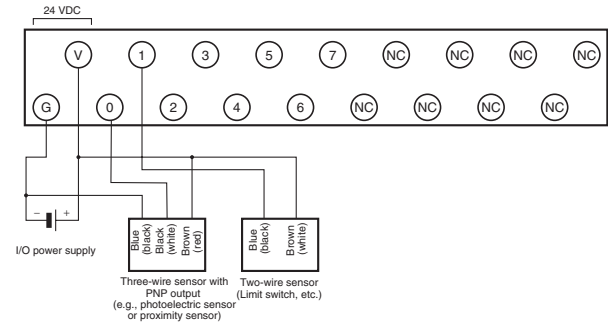 24 VDC
V 1 3 5 7 NC NC NC NC
G 0 2 4 6 NC NC NC NC
− +
I/O power supply
Blue
(black)
Black
(white)
Brown
(red)
Blue
(black)
Brown
(white)
Three-wire sensor with
PNP output
(e.g., photoelectric sensor
or proximity sensor)
Two-wire sensor
(Limit switch, etc.)